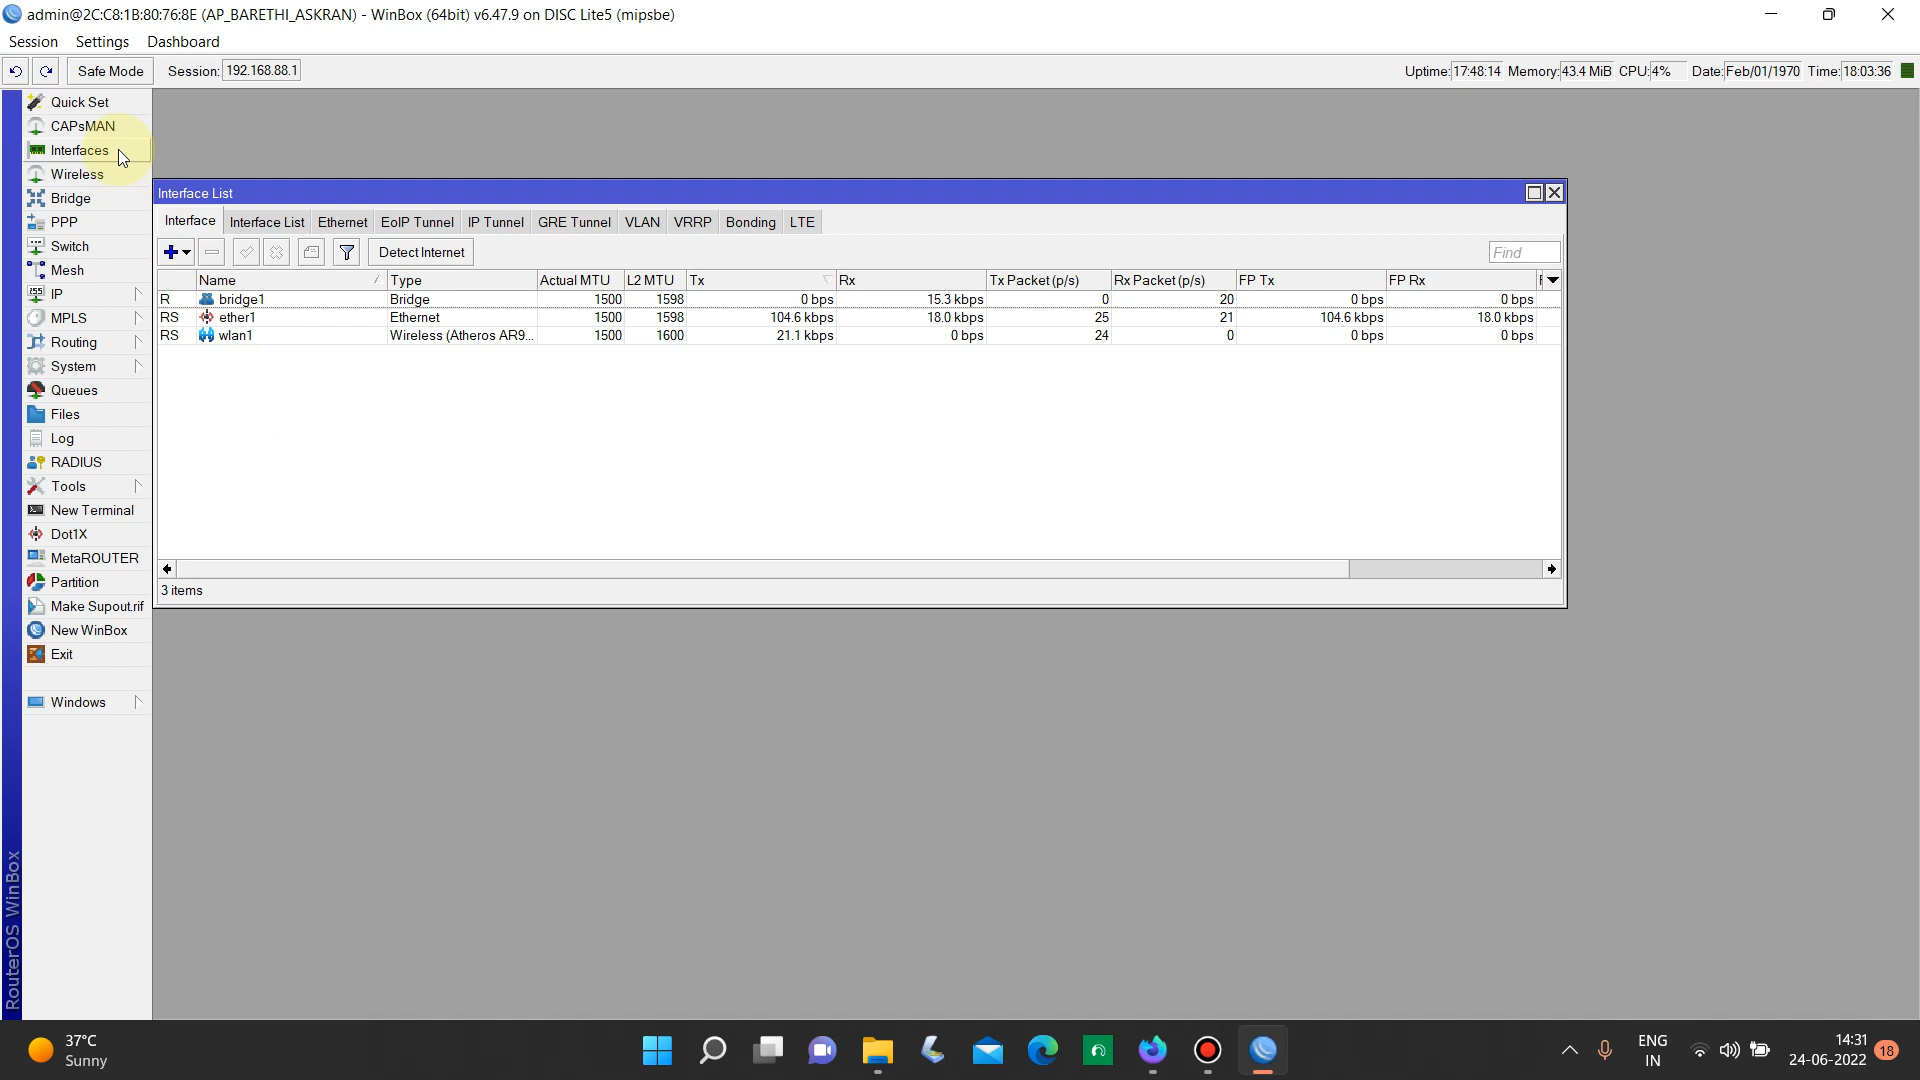 admin@2C:C8:1B:80:76:8E (AP_BARETHI_ASKRAN) - WinBox (64bit) v6.47.9 on DISC Lite5 (mipsbe)
Session Settings Dashboard
Safe Mode Session: 192.168.88.1 Uptime: 17:48:14 Memory: 43.4 MiB CPU: 4% Date: Feb/01/1970 Time: 18:03:36
Quick Set
CAPsMAN
Interfaces
Wireless
Bridge
PPP
Switch
Mesh
IP
MPLS
Routing
System
Queues
Files
Log
RADIUS
Tools
New Terminal
Dot1X
MetaROUTER
Partition
Make Supout.rif
New WinBox
Exit
Windows
RouterOS WinBox
Interface List
Interface Interface List Ethernet EoIP Tunnel IP Tunnel GRE Tunnel VLAN VRRP Bonding LTE
Detect Internet Find
Name Type Actual MTU L2 MTU Tx Rx Tx Packet (p/s) Rx Packet (p/s) FP Tx FP Rx
R bridge1 Bridge 1500 1598 0 bps 15.3 kbps 0 20 0 bps 0 bps
RS ether1 Ethernet 1500 1598 104.6 kbps 18.0 kbps 25 21 104.6 kbps 18.0 kbps
RS wlan1 Wireless (Atheros AR9... 1500 1600 21.1 kbps 0 bps 24 0 0 bps 0 bps
3 items
37°C
Sunny
ENG
IN
14:31
24-06-2022
18